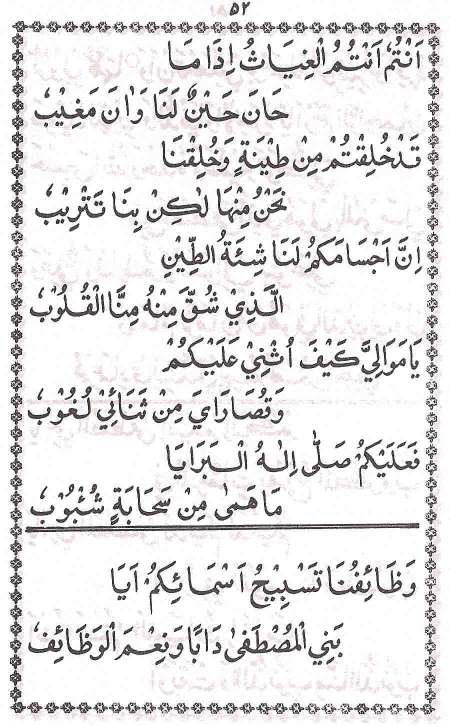 ٥٢
اَنْتُمُ اَنْتُمُ الْغِيَاثُ اِذَا مَا
حَانَ حَيْنٌ لَنَا وَاٰنَ مَغِيْبُ
قَدْ خُلِقْتُمْ مِنْ طِيْنَةٍ وَخُلِقْنَا
نَحْنُ مِنْهَا لٰكِنْ بِنَا تَتْرِيْبُ
اِنَّ اَجْسَامَكُمْ لَنَا شِئَةُ الطِّيْنِ
الَّذِيْ شُقَّ مِنْهُ مِنَّا الْقُلُوْبُ
يَا مَوَالِيَّ كَيْفَ اُثْنِيْ عَلَيْكُمْ
وَقُصَارَايَ مِنْ ثَنَائِيْ لُغُوْبُ
فَعَلَيْكُمْ صَلّٰى اِلٰهُ الْبَرَايَا
مَا هَمٰى مِنْ سَحَابَةٍ شُئْبُوْبُ
وَظَائِفُنَا تَسْبِيْحُ اَسْمَائِكُمْ اَيَا
بَنِي الْمُصْطَفٰى دَابًا وَنِعْمَ الْوَظَائِفُ